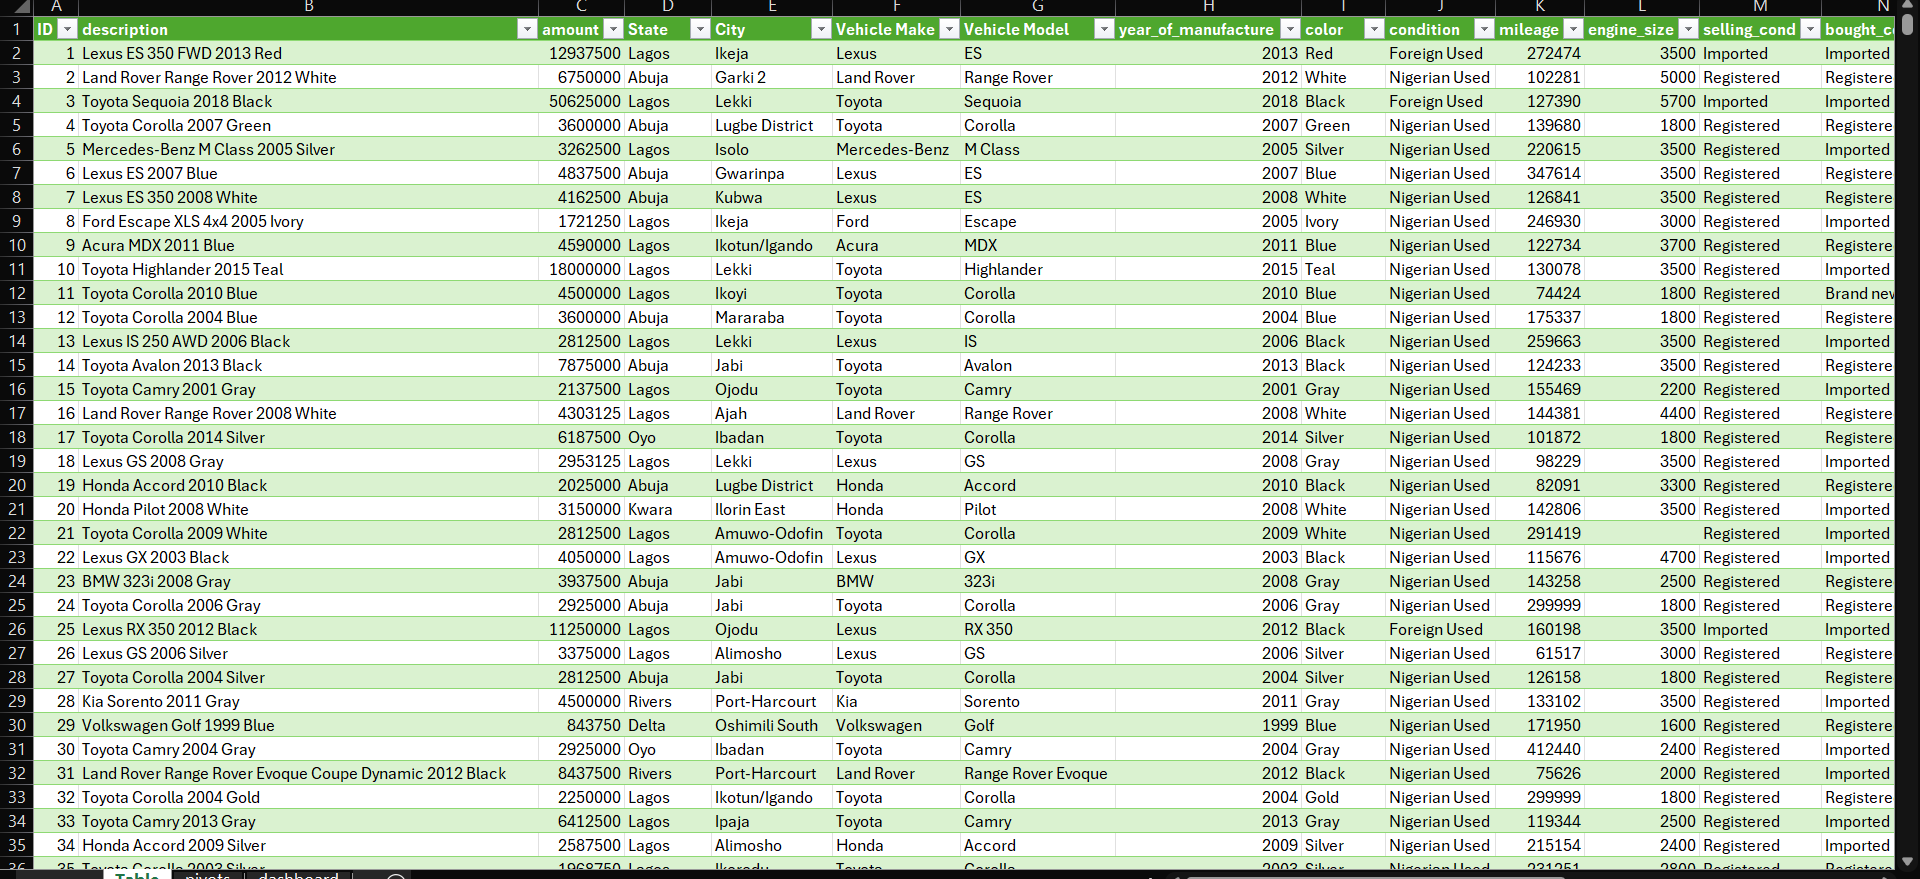 A B C D E F G H I J K L M N
1 ID description amount State City Vehicle Make Vehicle Model year_of_manufacture color condition mileage engine_size selling_cond bought_c
2 1 Lexus ES 350 FWD 2013 Red 12937500 Lagos Ikeja Lexus ES 2013 Red Foreign Used 272474 3500 Imported Imported
3 2 Land Rover Range Rover 2012 White 6750000 Abuja Garki 2 Land Rover Range Rover 2012 White Nigerian Used 102281 5000 Registered Registere
4 3 Toyota Sequoia 2018 Black 50625000 Lagos Lekki Toyota Sequoia 2018 Black Foreign Used 127390 5700 Imported Imported
5 4 Toyota Corolla 2007 Green 3600000 Abuja Lugbe District Toyota Corolla 2007 Green Nigerian Used 139680 1800 Registered Registere
6 5 Mercedes-Benz M Class 2005 Silver 3262500 Lagos Isolo Mercedes-Benz M Class 2005 Silver Nigerian Used 220615 3500 Registered Imported
7 6 Lexus ES 2007 Blue 4837500 Abuja Gwarinpa Lexus ES 2007 Blue Nigerian Used 347614 3500 Registered Registere
8 7 Lexus ES 350 2008 White 4162500 Abuja Kubwa Lexus ES 2008 White Nigerian Used 126841 3500 Registered Registere
9 8 Ford Escape XLS 4x4 2005 Ivory 1721250 Lagos Ikeja Ford Escape 2005 Ivory Nigerian Used 246930 3000 Registered Imported
10 9 Acura MDX 2011 Blue 4590000 Lagos Ikotun/Igando Acura MDX 2011 Blue Nigerian Used 122734 3700 Registered Registere
11 10 Toyota Highlander 2015 Teal 18000000 Lagos Lekki Toyota Highlander 2015 Teal Nigerian Used 130078 3500 Registered Imported
12 11 Toyota Corolla 2010 Blue 4500000 Lagos Ikoyi Toyota Corolla 2010 Blue Nigerian Used 74424 1800 Registered Brand new
13 12 Toyota Corolla 2004 Blue 3600000 Abuja Mararaba Toyota Corolla 2004 Blue Nigerian Used 175337 1800 Registered Registere
14 13 Lexus IS 250 AWD 2006 Black 2812500 Lagos Lekki Lexus IS 2006 Black Nigerian Used 259663 3500 Registered Imported
15 14 Toyota Avalon 2013 Black 7875000 Abuja Jabi Toyota Avalon 2013 Black Nigerian Used 124233 3500 Registered Registere
16 15 Toyota Camry 2001 Gray 2137500 Lagos Ojodu Toyota Camry 2001 Gray Nigerian Used 155469 2200 Registered Imported
17 16 Land Rover Range Rover 2008 White 4303125 Lagos Ajah Land Rover Range Rover 2008 White Nigerian Used 144381 4400 Registered Registere
18 17 Toyota Corolla 2014 Silver 6187500 Oyo Ibadan Toyota Corolla 2014 Silver Nigerian Used 101872 1800 Registered Registere
19 18 Lexus GS 2008 Gray 2953125 Lagos Lekki Lexus GS 2008 Gray Nigerian Used 98229 3500 Registered Imported
20 19 Honda Accord 2010 Black 2025000 Abuja Lugbe District Honda Accord 2010 Black Nigerian Used 82091 3300 Registered Registere
21 20 Honda Pilot 2008 White 3150000 Kwara Ilorin East Honda Pilot 2008 White Nigerian Used 142806 3500 Registered Imported
22 21 Toyota Corolla 2009 White 2812500 Lagos Amuwo-Odofin Toyota Corolla 2009 White Nigerian Used 291419 Registered Imported
23 22 Lexus GX 2003 Black 4050000 Lagos Amuwo-Odofin Lexus GX 2003 Black Nigerian Used 115676 4700 Registered Imported
24 23 BMW 323i 2008 Gray 3937500 Abuja Jabi BMW 323i 2008 Gray Nigerian Used 143258 2500 Registered Registere
25 24 Toyota Corolla 2006 Gray 2925000 Abuja Jabi Toyota Corolla 2006 Gray Nigerian Used 299999 1800 Registered Registere
26 25 Lexus RX 350 2012 Black 11250000 Lagos Ojodu Lexus RX 350 2012 Black Foreign Used 160198 3500 Imported Imported
27 26 Lexus GS 2006 Silver 3375000 Lagos Alimosho Lexus GS 2006 Silver Nigerian Used 61517 3000 Registered Imported
28 27 Toyota Corolla 2004 Silver 2812500 Abuja Jabi Toyota Corolla 2004 Silver Nigerian Used 126158 1800 Registered Registere
29 28 Kia Sorento 2011 Gray 4500000 Rivers Port-Harcourt Kia Sorento 2011 Gray Nigerian Used 133102 3500 Registered Imported
30 29 Volkswagen Golf 1999 Blue 843750 Delta Oshimili South Volkswagen Golf 1999 Blue Nigerian Used 171950 1600 Registered Registere
31 30 Toyota Camry 2004 Gray 2925000 Oyo Ibadan Toyota Camry 2004 Gray Nigerian Used 412440 2400 Registered Imported
32 31 Land Rover Range Rover Evoque Coupe Dynamic 2012 Black 8437500 Rivers Port-Harcourt Land Rover Range Rover Evoque 2012 Black Nigerian Used 75626 2000 Registered Imported
33 32 Toyota Corolla 2004 Gold 2250000 Lagos Ikotun/Igando Toyota Corolla 2004 Gold Nigerian Used 299999 1800 Registered Registere
34 33 Toyota Camry 2013 Gray 6412500 Lagos Ipaja Toyota Camry 2013 Gray Nigerian Used 119344 2500 Registered Imported
35 34 Honda Accord 2009 Silver 2587500 Lagos Alimosho Honda Accord 2009 Silver Nigerian Used 215154 2400 Registered Imported
36 35 Toyota Corolla 2003 Silver 1968750 Lagos Ikorodu Toyota Corolla 2003 Silver Nigerian Used 231251 2800 Registered Registere
Table pivots dashboard